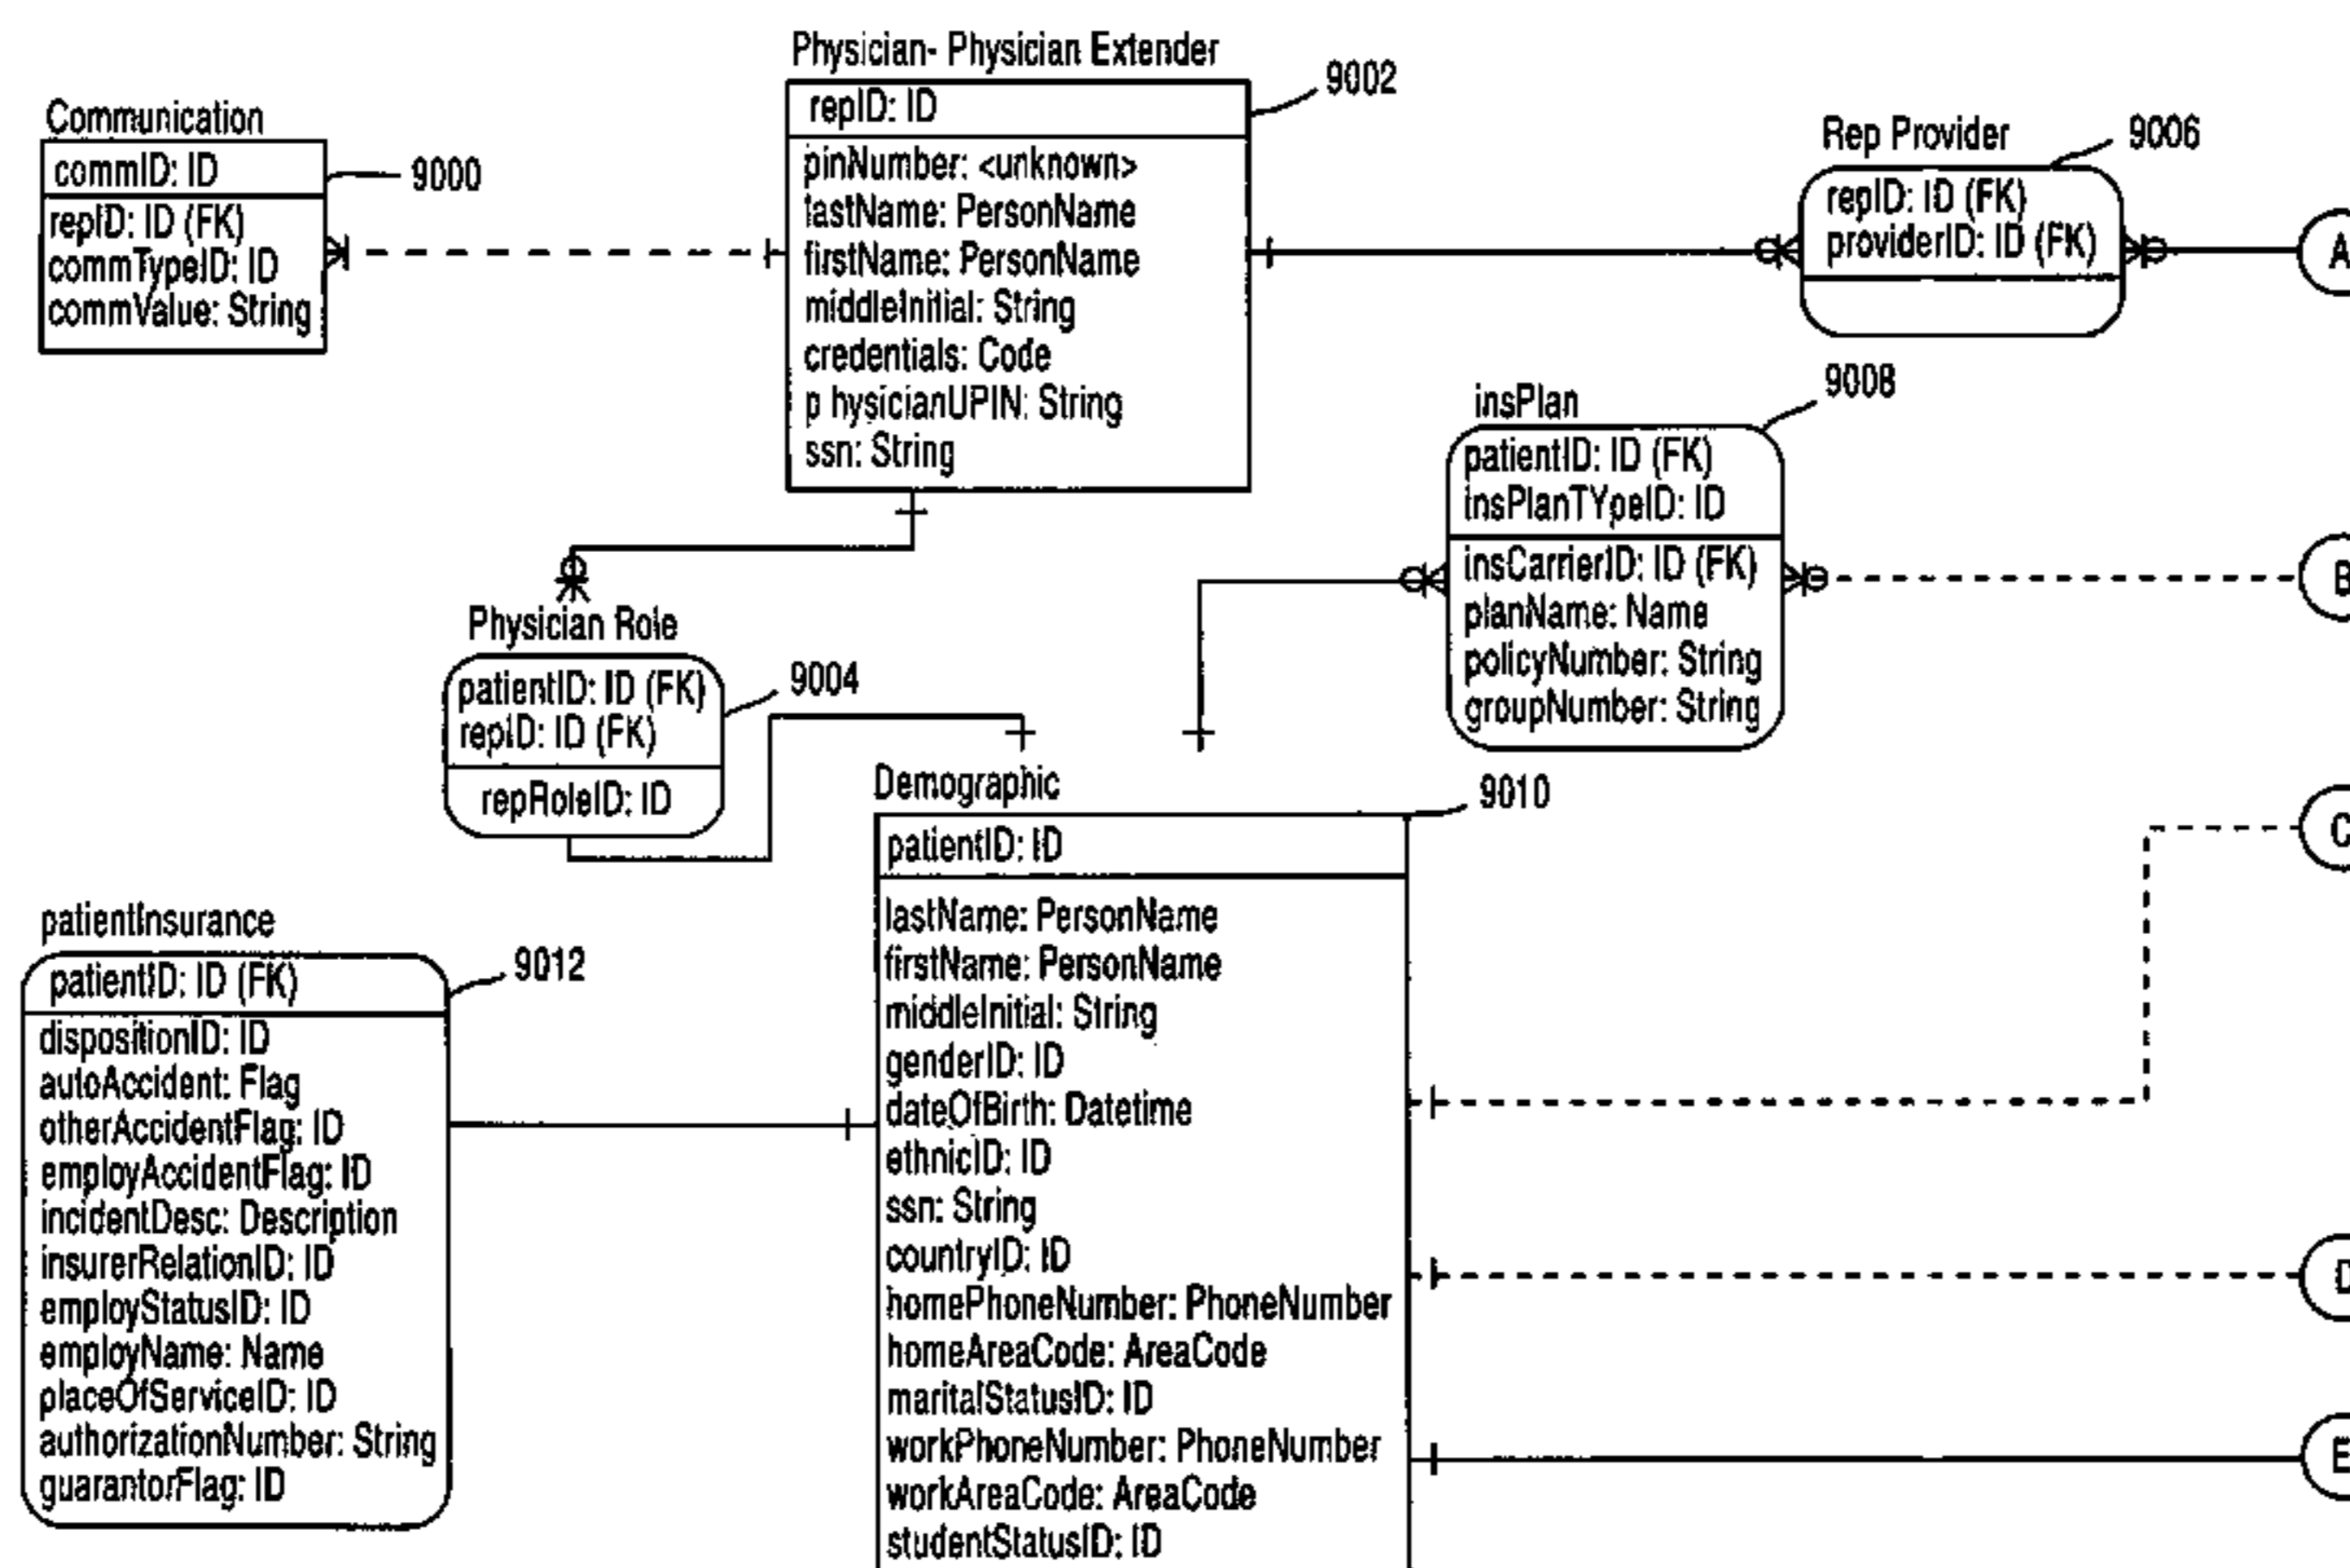 Communication
commID: ID
repID: ID (FK)
commTypeID: ID
commValue: String
9000
Physician- Physician Extender
repID: ID
pinNumber: <unknown>
lastName: PersonName
firstName: PersonName
middleInitial: String
credentials: Code
p hysicianUPIN: String
ssn: String
9002
Rep Provider
9006
repID: ID (FK)
providerID: ID (FK)
A
insPlan
9008
patientID: ID (FK)
insPlanTYpeID: ID
insCarrierID: ID (FK)
planName: Name
policyNumber: String
groupNumber: String
B
Physician Role
patientID: ID (FK)
repID: ID (FK)
repRoleID: ID
9004
Demographic
9010
patientID: ID
lastName: PersonName
firstName: PersonName
middleInitial: String
genderID: ID
dateOfBirth: Datetime
ethnicID: ID
ssn: String
countryID: ID
homePhoneNumber: PhoneNumber
homeAreaCode: AreaCode
maritalStatusID: ID
workPhoneNumber: PhoneNumber
workAreaCode: AreaCode
studentStatusID: ID
C
D
E
patientInsurance
9012
patientID: ID (FK)
dispositionID: ID
autoAccident: Flag
otherAccidentFlag: ID
employAccidentFlag: ID
incidentDesc: Description
insurerRelationID: ID
employStatusID: ID
employName: Name
placeOfServiceID: ID
authorizationNumber: String
guarantorFlag: ID